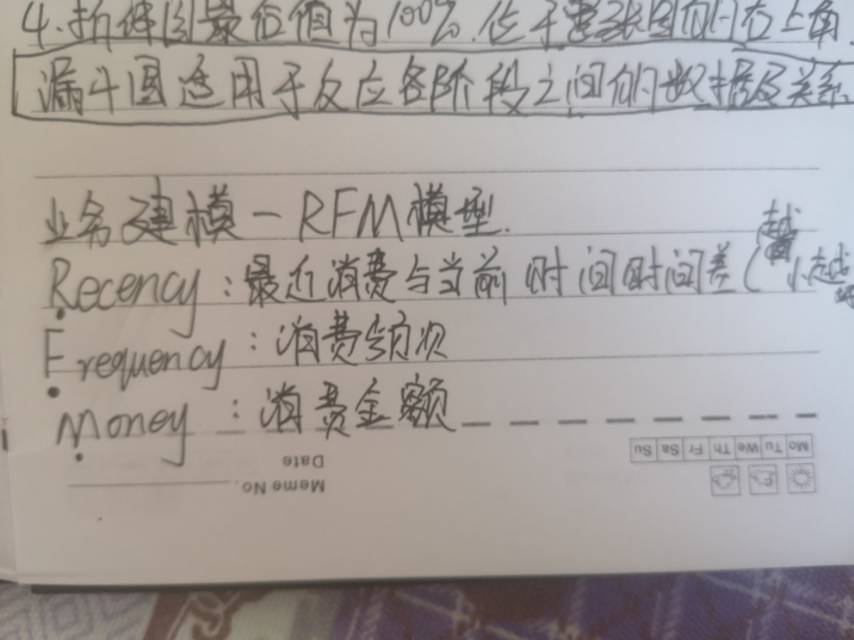 4.折饼图最后值为100%.位于整张图的右上角
漏斗图适用于反应各阶段之间的数据及关系
业务建模-RFM模型.
Recency:最近消费与当前时间时间差(越小越
Frequency:消费频次
Money:消费金额
Mo Tu We Th Fr Sa Su
Meme No.
Date